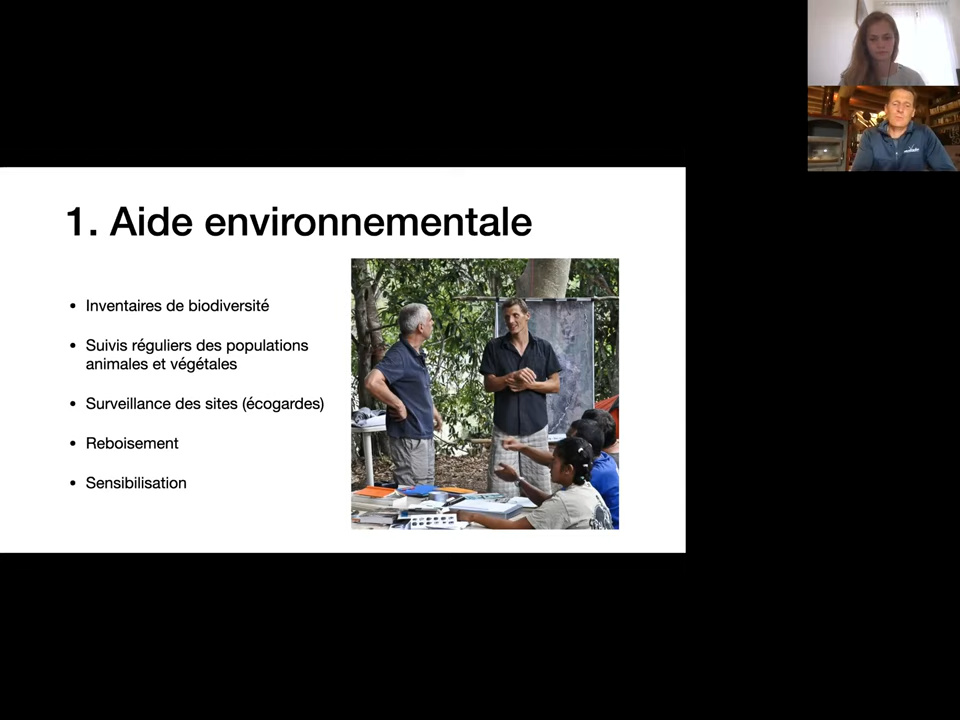 1. Aide environnementale
• Inventaires de biodiversité
• Suivis réguliers des populations
animales et végétales
• Surveillance des sites (écogardes)
• Reboisement
• Sensibilisation